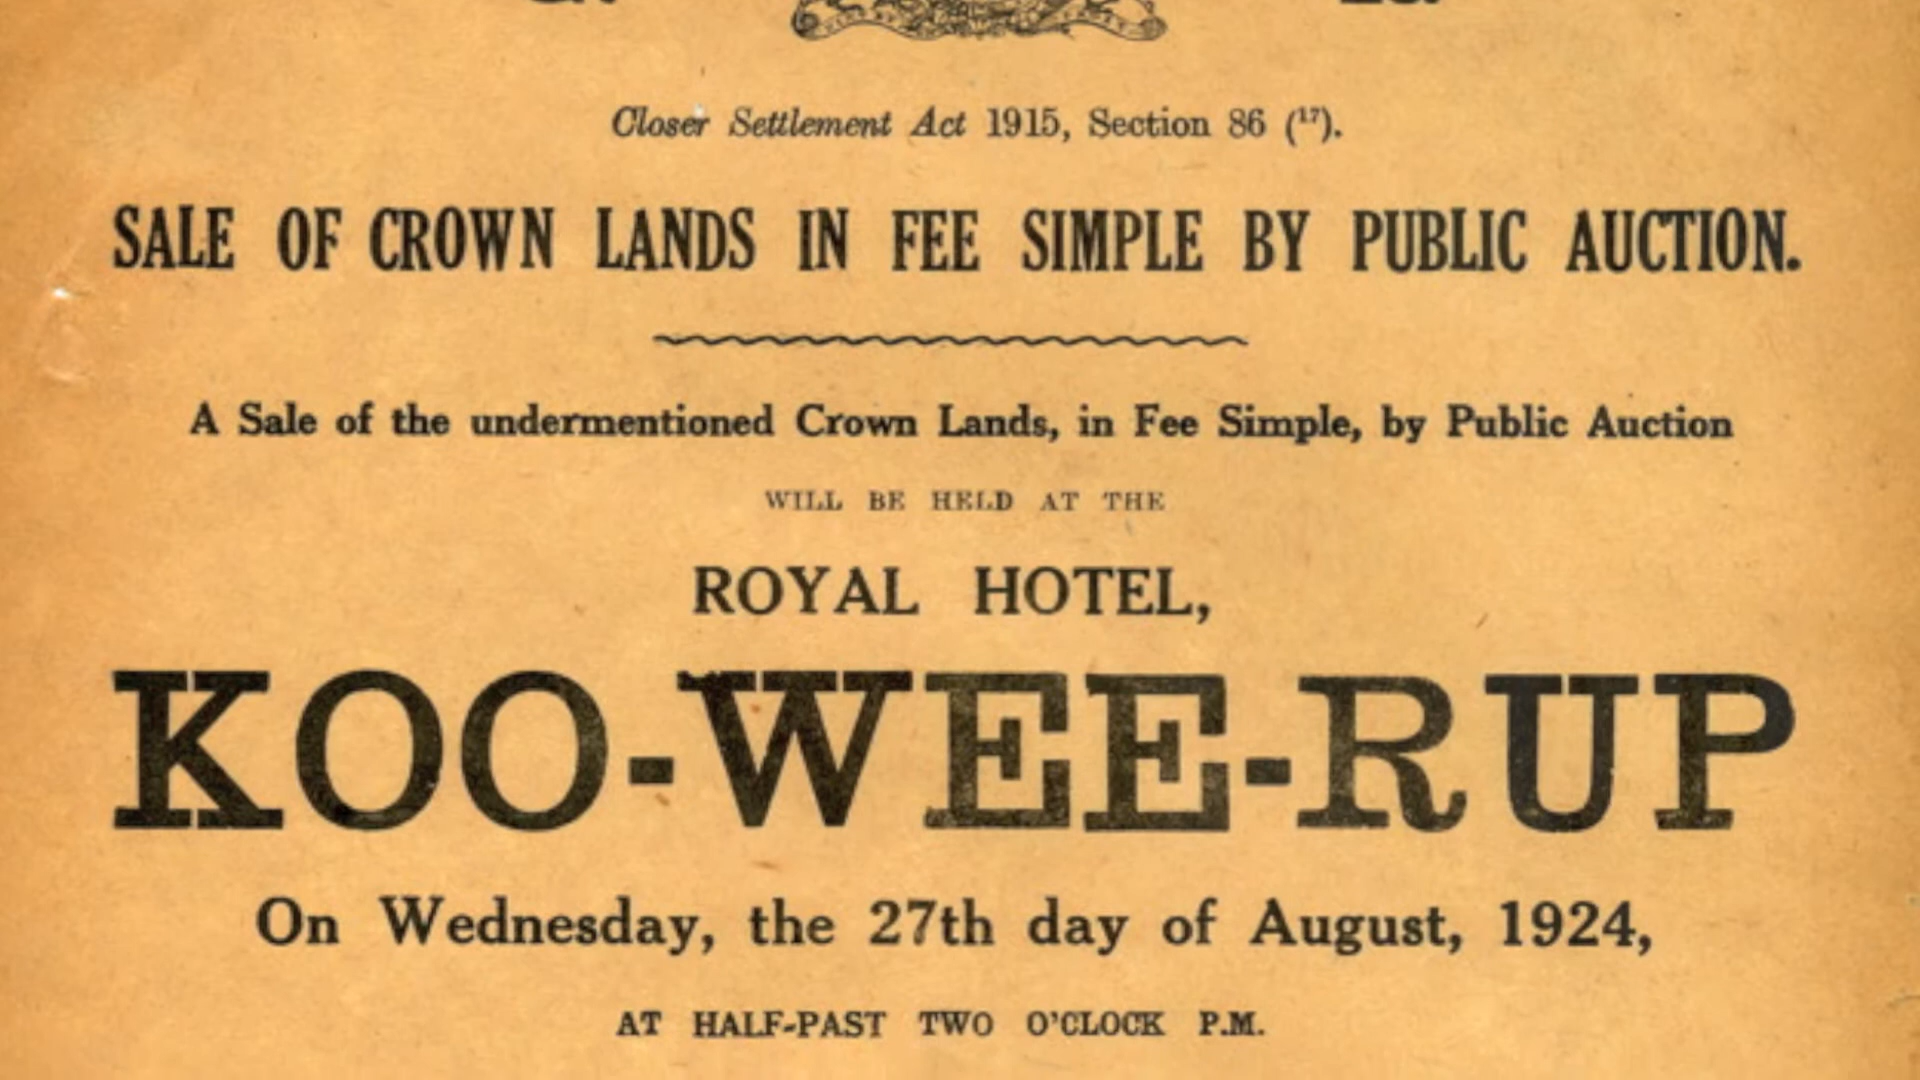 Closer Settlement Act 1915, Section 86 (17).
SALE OF CROWN LANDS IN FEE SIMPLE BY PUBLIC AUCTION.
A Sale of the undermentioned Crown Lands, in Fee Simple, by Public Auction
WILL BE HELD AT THE
ROYAL HOTEL,
KOO-WEE-RUP
On Wednesday, the 27th day of August, 1924,
AT HALF-PAST TWO O'CLOCK P.M.